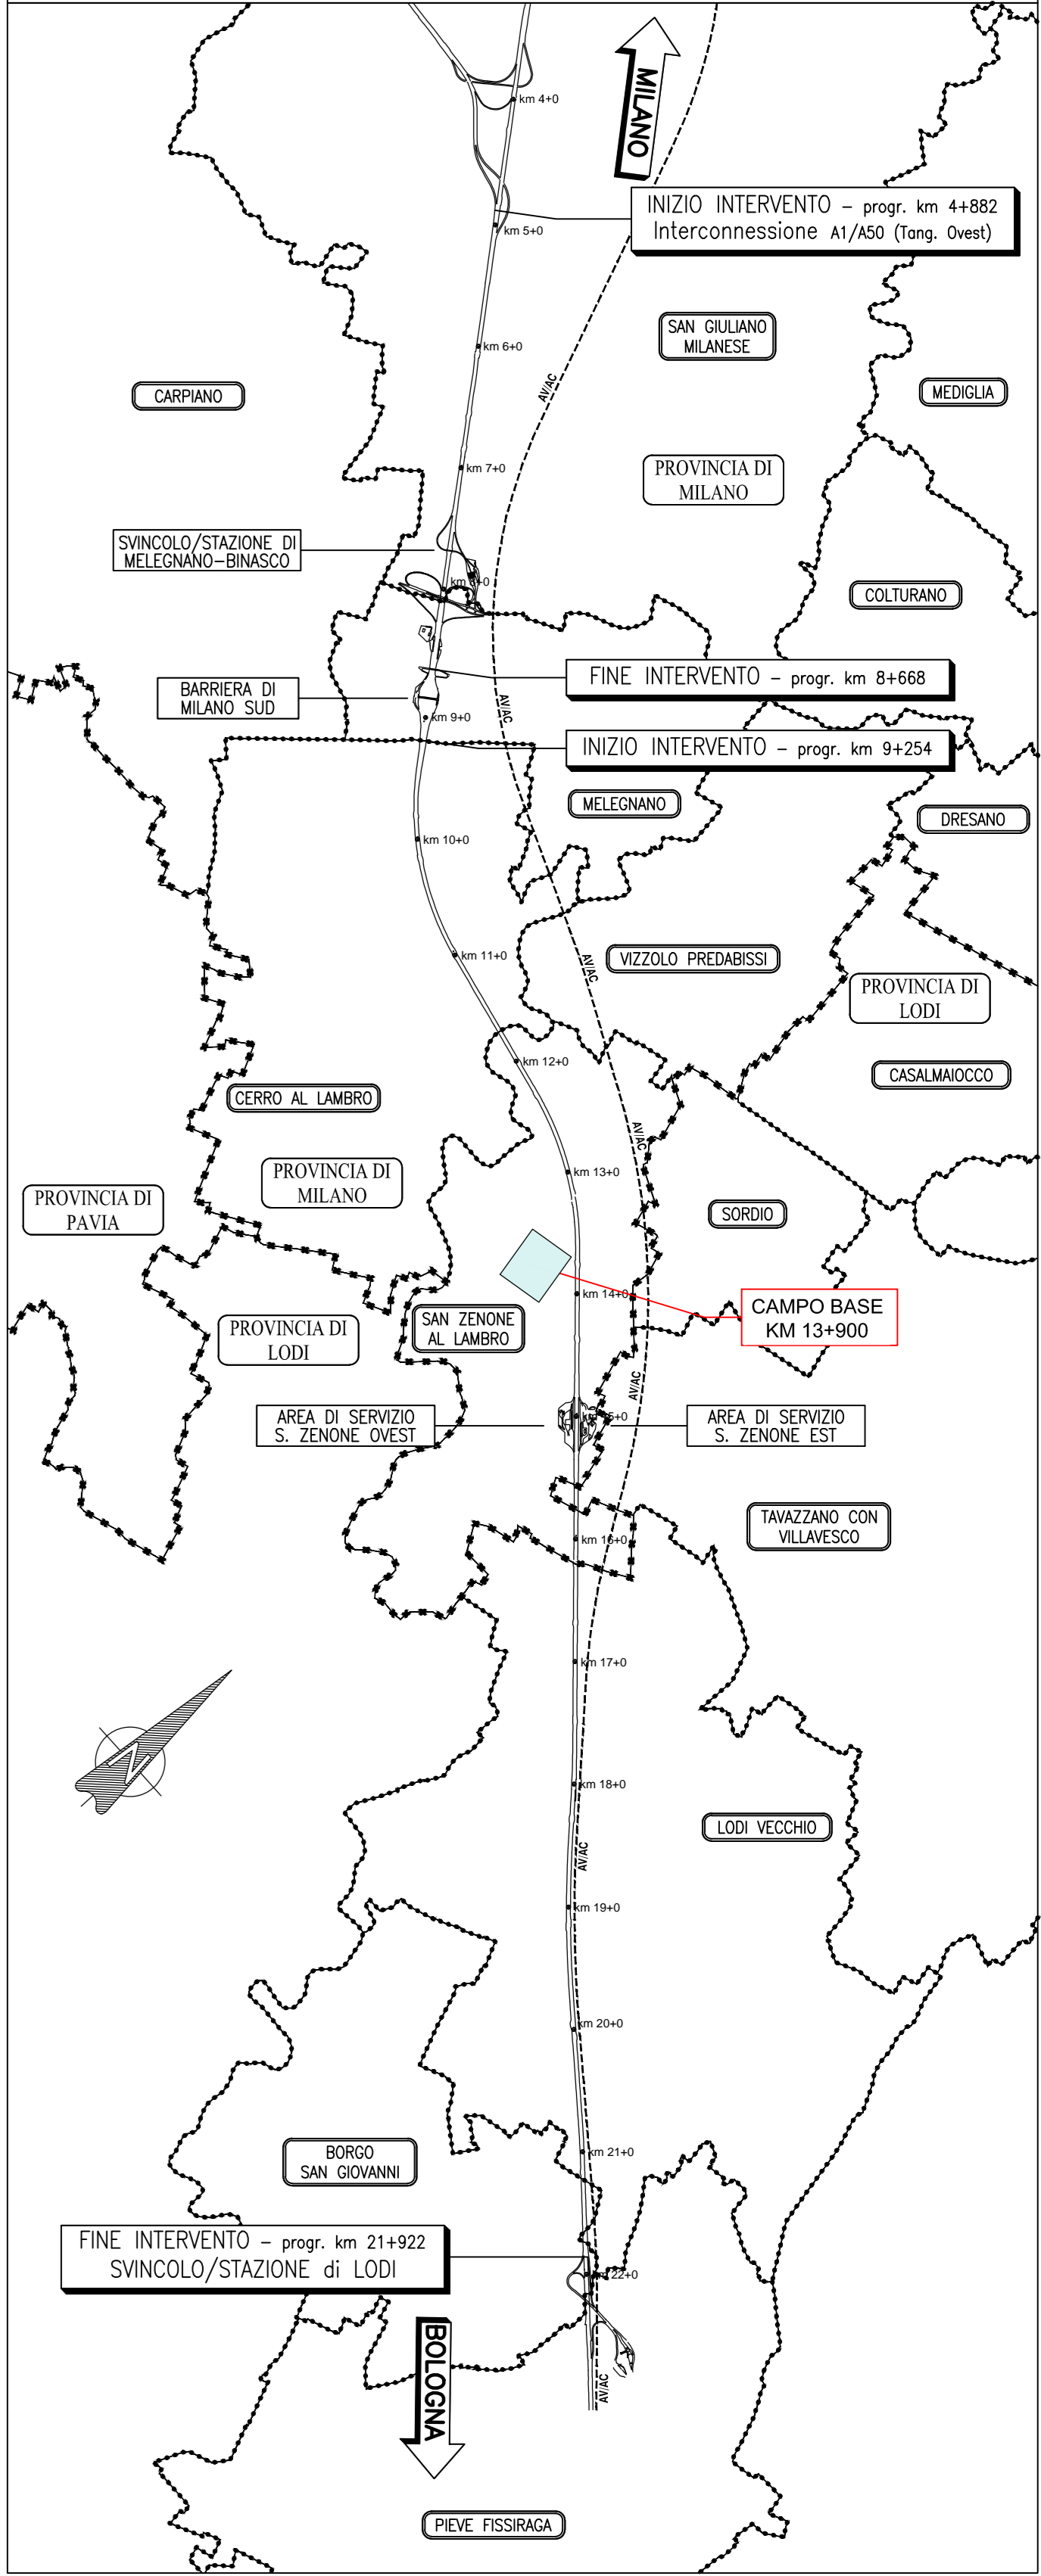 km 4+0
MILANO
INIZIO INTERVENTO – progr. km 4+882
Interconnessione A1/A50 (Tang. Ovest)
km 5+0
SAN GIULIANO
MILANESE
km 6+0
AV/AC
CARPIANO
MEDIGLIA
km 7+0
PROVINCIA DI
MILANO
SVINCOLO/STAZIONE DI
MELEGNANO–BINASCO
COLTURANO
FINE INTERVENTO – progr. km 8+668
BARRIERA DI
MILANO SUD
AV/AC
km 9+0
INIZIO INTERVENTO – progr. km 9+254
MELEGNANO
DRESANO
km 10+0
km 11+0
VIZZOLO PREDABISSI
AV/AC
PROVINCIA DI
LODI
km 12+0
CASALMAIOCCO
CERRO AL LAMBRO
AV/AC
km 13+0
PROVINCIA DI
MILANO
PROVINCIA DI
PAVIA
SORDIO
km 14+0
CAMPO BASE
KM 13+900
SAN ZENONE
AL LAMBRO
PROVINCIA DI
LODI
AV/AC
AREA DI SERVIZIO
S. ZENONE OVEST
AREA DI SERVIZIO
S. ZENONE EST
TAVAZZANO CON
VILLAVESCO
km 16+0
km 17+0
N
km 18+0
LODI VECCHIO
AV/AC
km 19+0
km 20+0
km 21+0
BORGO
SAN GIOVANNI
FINE INTERVENTO – progr. km 21+922
SVINCOLO/STAZIONE di LODI
km 22+0
BOLOGNA
AV/AC
PIEVE FISSIRAGA